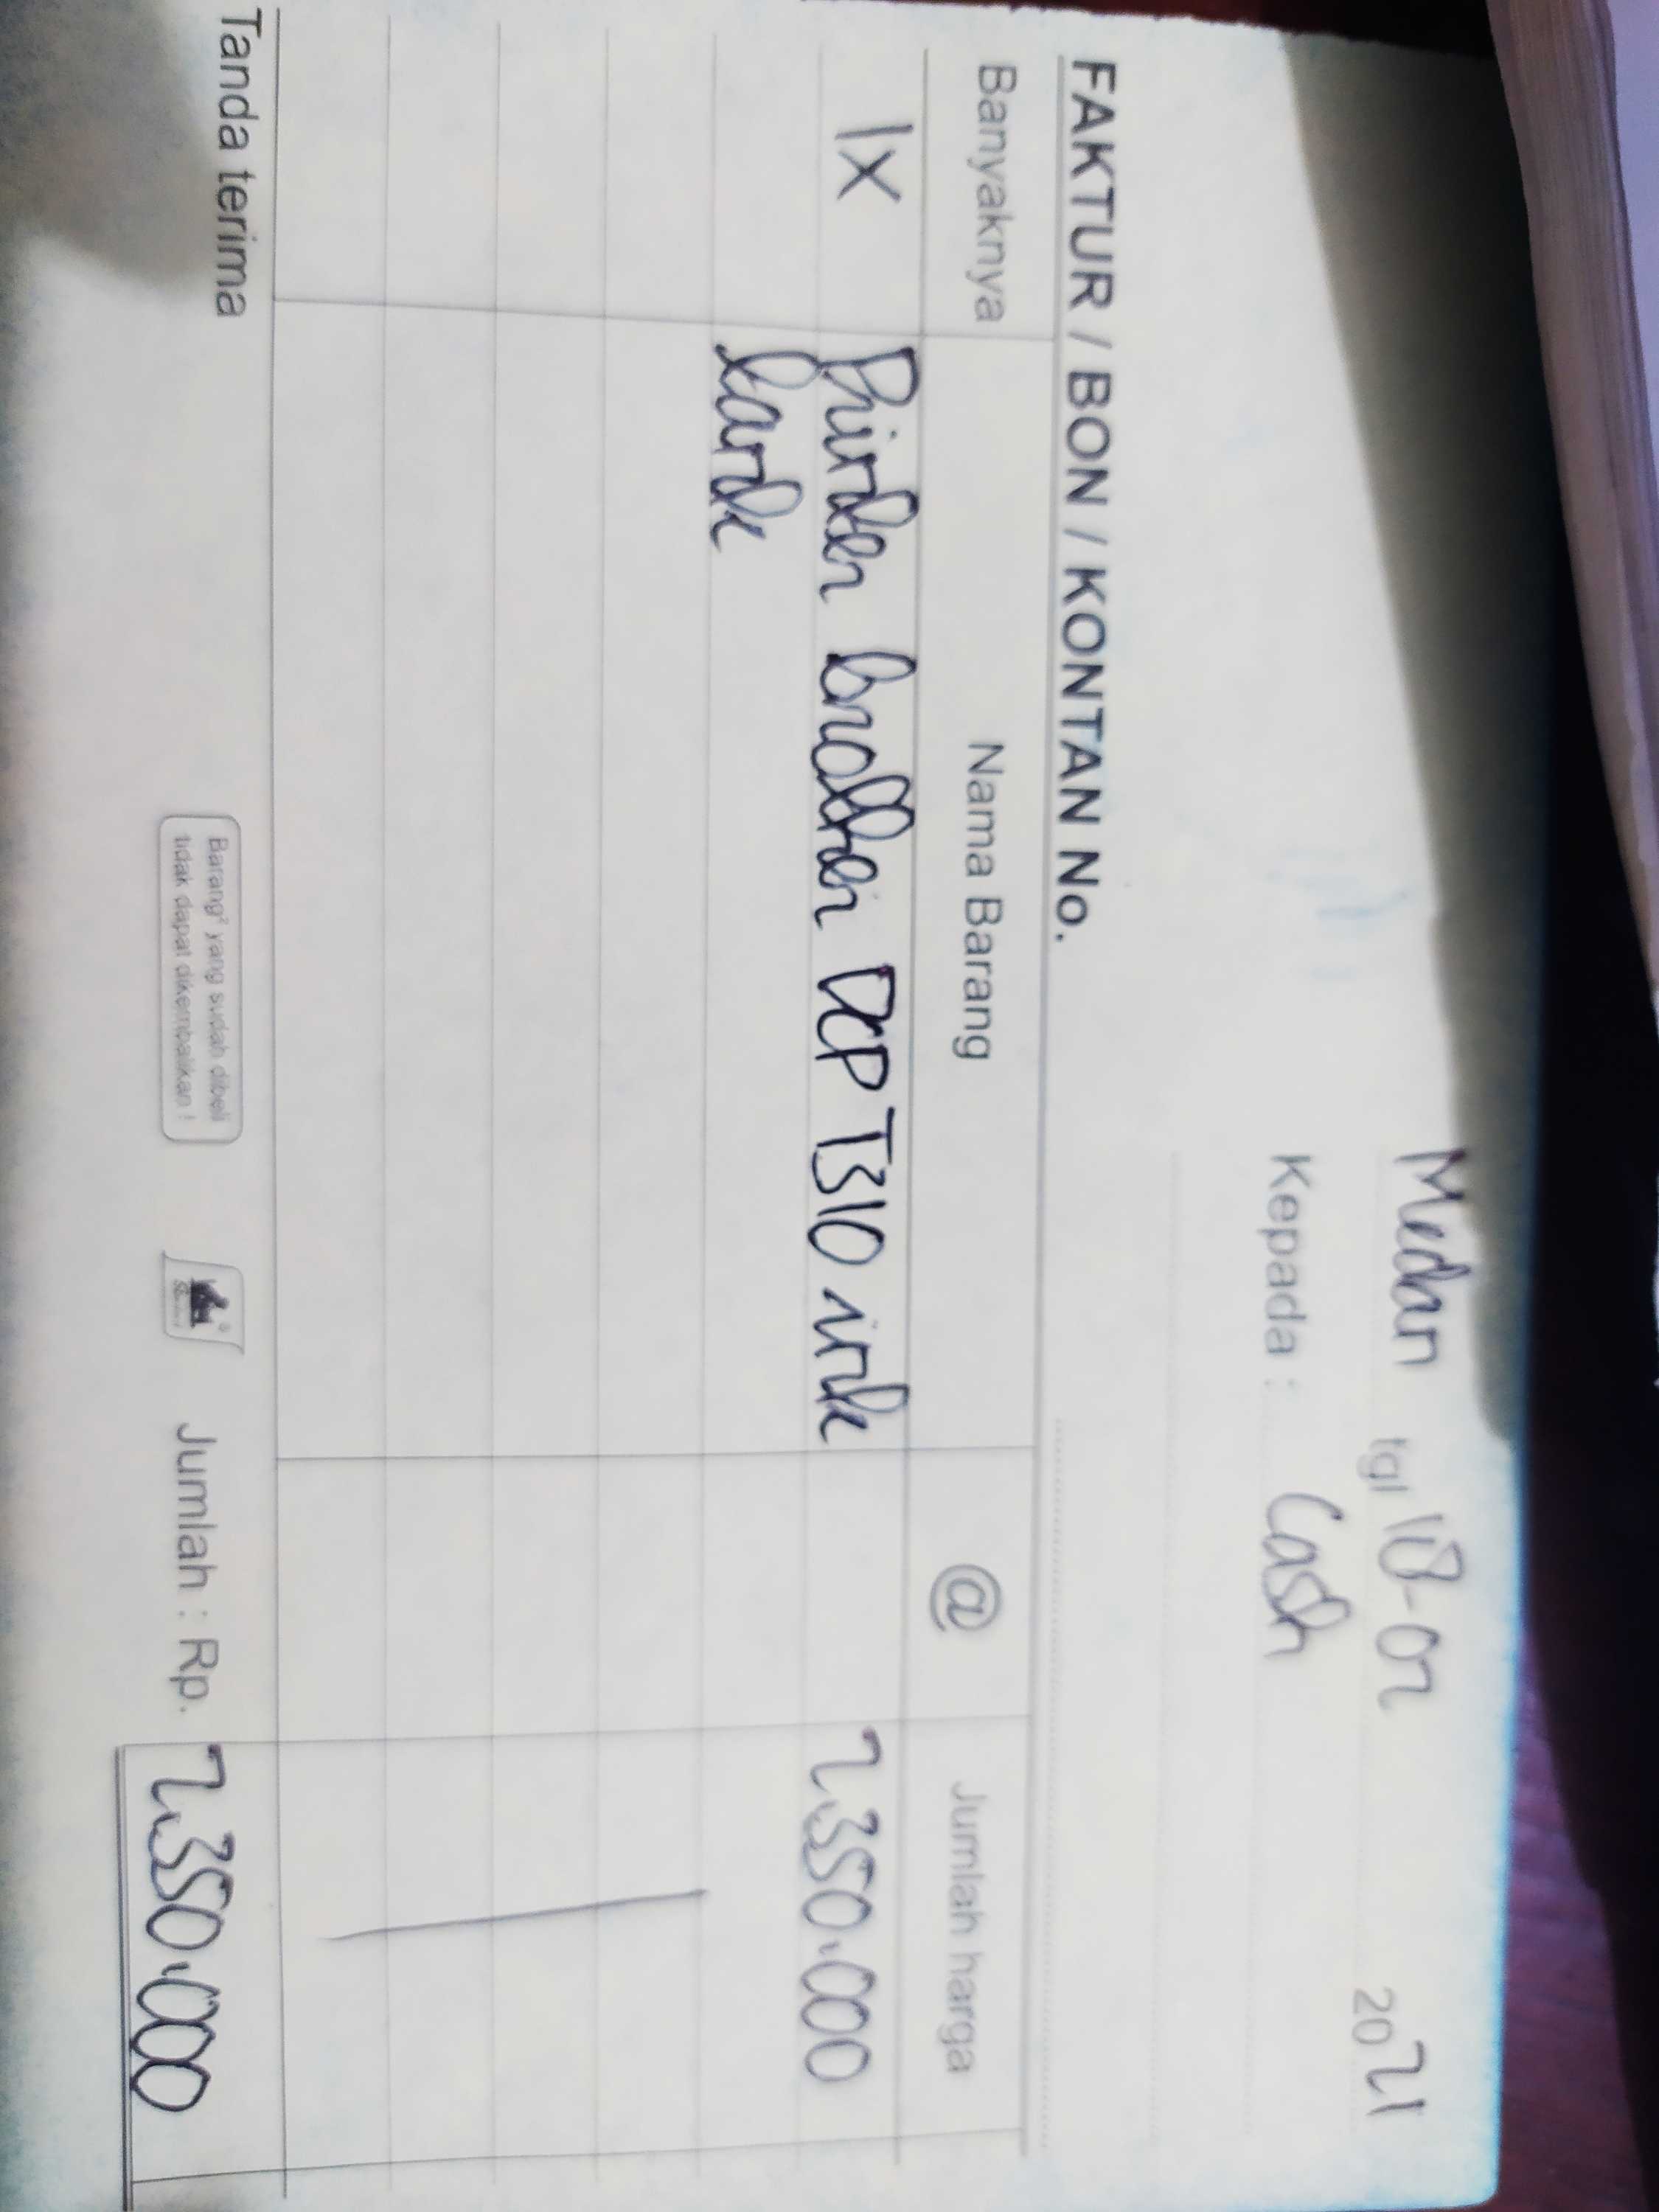 Medan tgl 18-02 2021
Kepada : Cash
FAKTUR / BON / KONTAN No.
Banyaknya Nama Barang @ Jumlah harga
1x Printer brother DCP T310 ink 2.350.000
tank
Tanda terima
Barang² yang sudah dibeli
tidak dapat dikembalikan !
Jumlah : Rp. 2.350.000